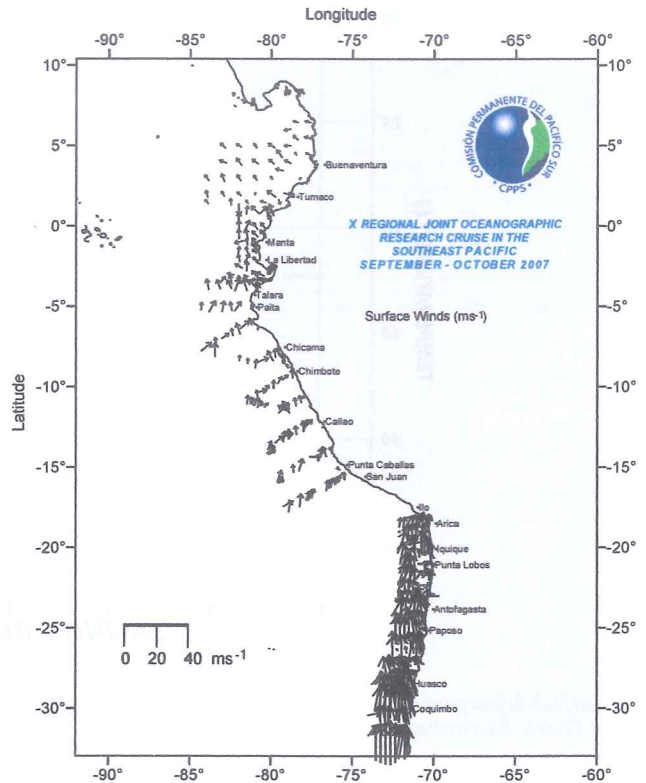 Longitude
-90° -85° -80° -75° -70° -65° -60°
10° 10°
COMISIÓN PERMANENTE DEL PACIFÍCO SUR
• CPPS •
5° 5°
Buenaventura
Tumaco
X REGIONAL JOINT OCEANOGRAPHIC
RESEARCH CRUISE IN THE
SOUTHEAST PACIFIC
SEPTEMBER - OCTOBER 2007
0° 0°
Manta
La Libertad
Talara
-5° Paita -5°
Surface Winds (ms-1)
Chicama
Chimbote
-10° -10°
Latitude
Callao
-15° Punta Caballas -15°
San Juan
Ilo
Arica
-20° Iquique -20°
Punta Lobos
Antofagasta
-25° Paposo -25°
0 20 40 ms-1
Huasco
Coquimbo
-30° -30°
-90° -85° -80° -75° -70° -65° -60°